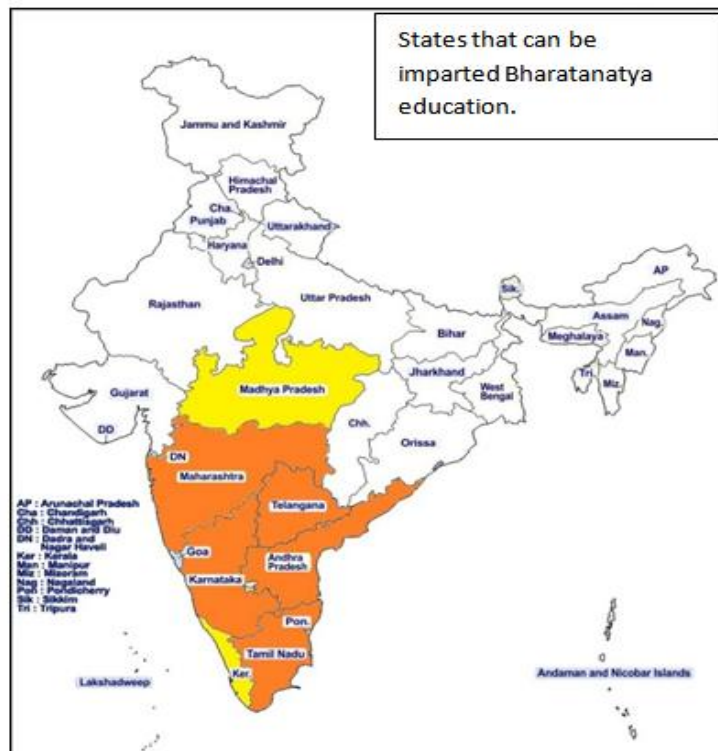 States that can be
imparted Bharatanatya
education.
Jammu and Kashmir
Himachal
Pradesh
Cha.
Punjab
Uttarakhand
Haryana
Delhi
Rajasthan
Uttar Pradesh
Sik.
AP
Assam
Nag.
Meghalaya
Man.
Bihar
Tri.
Miz.
Jharkhand
West
Bengal
Gujarat
Madhya Pradesh
Chh.
Orissa
DD
DN
Maharashtra
Telangana
AP : Arunachal Pradesh
Cha : Chandigarh
Chh : Chhattisgarh
DD : Daman and Diu
DN : Dadra and
Nagar Haveli
Ker : Kerala
Man : Manipur
Miz : Mizoram
Nag : Nagaland
Pon : Pondicherry
Sik : Sikkim
Tri : Tripura
Goa
Andhra
Pradesh
Karnataka
Pon.
Tamil Nadu
Ker.
Lakshadweep
Andaman and Nicobar Islands